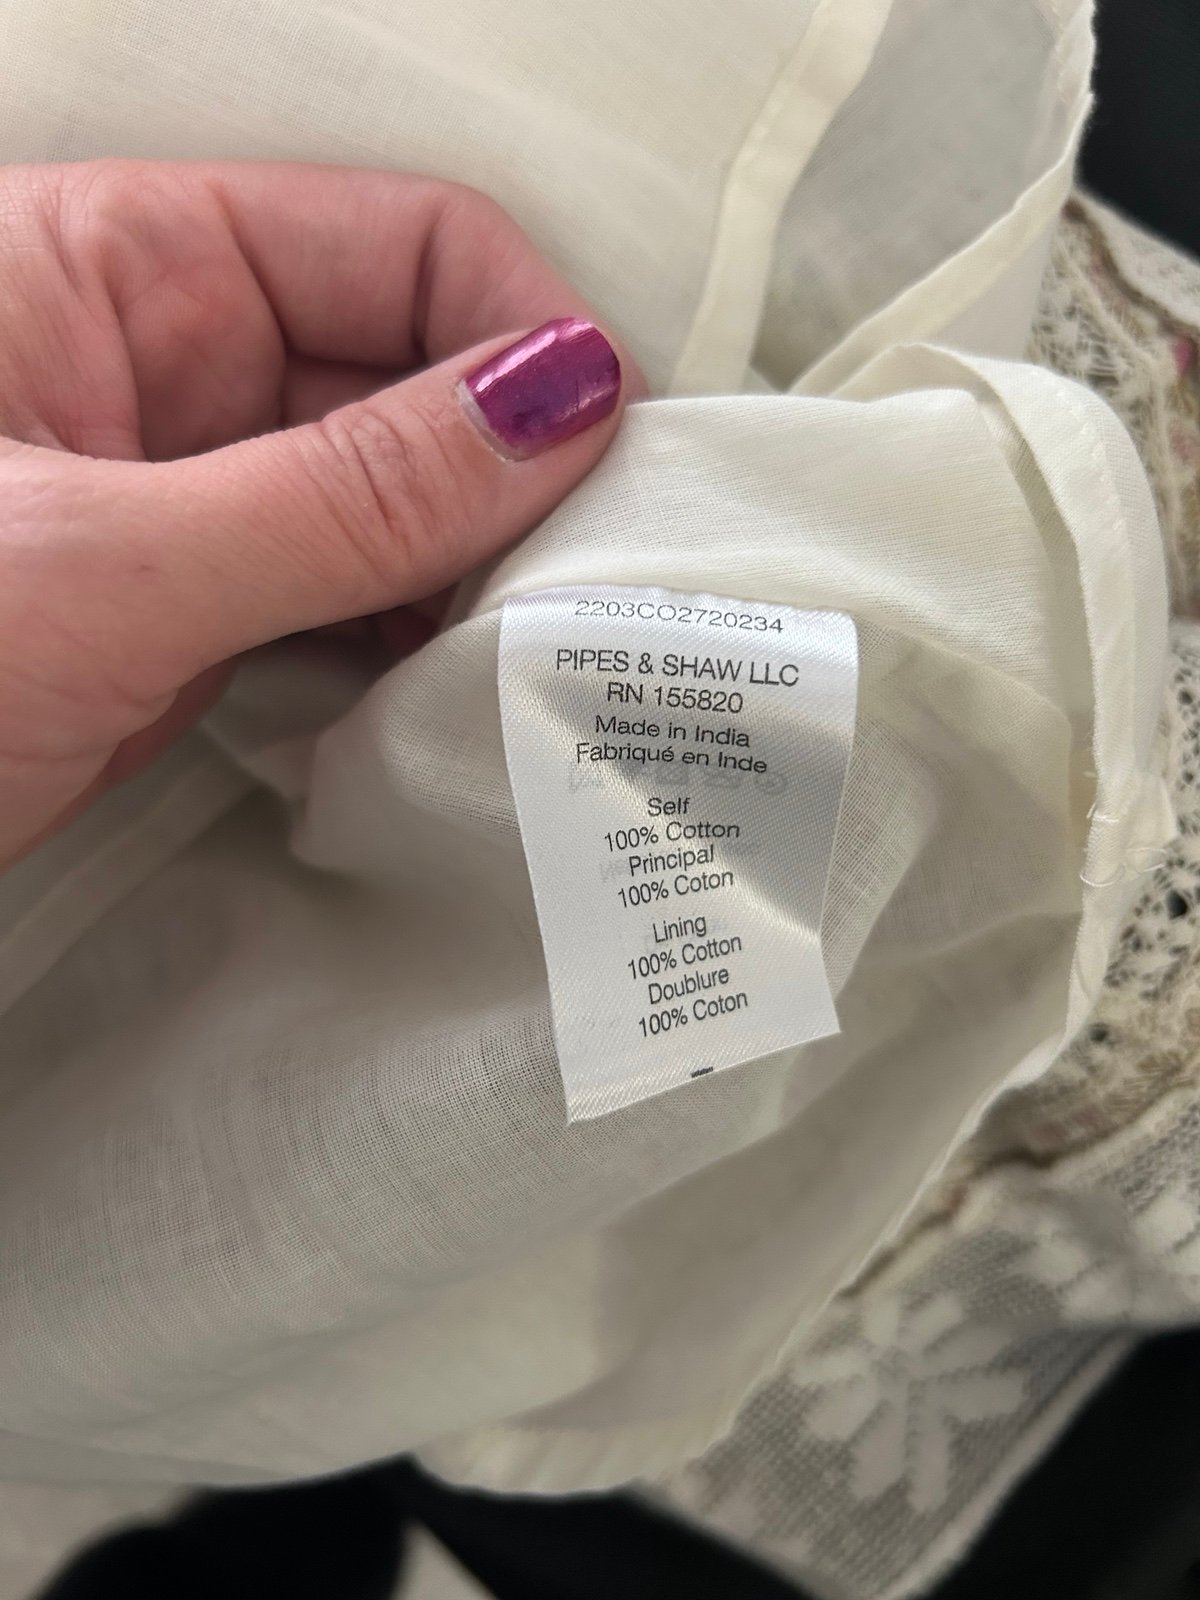 2203CO2720234
PIPES & SHAW LLC
RN 155820
Made in India
Fabriqué en Inde
Self
100% Cotton
Principal
100% Coton
Lining
100% Cotton
Doublure
100% Coton